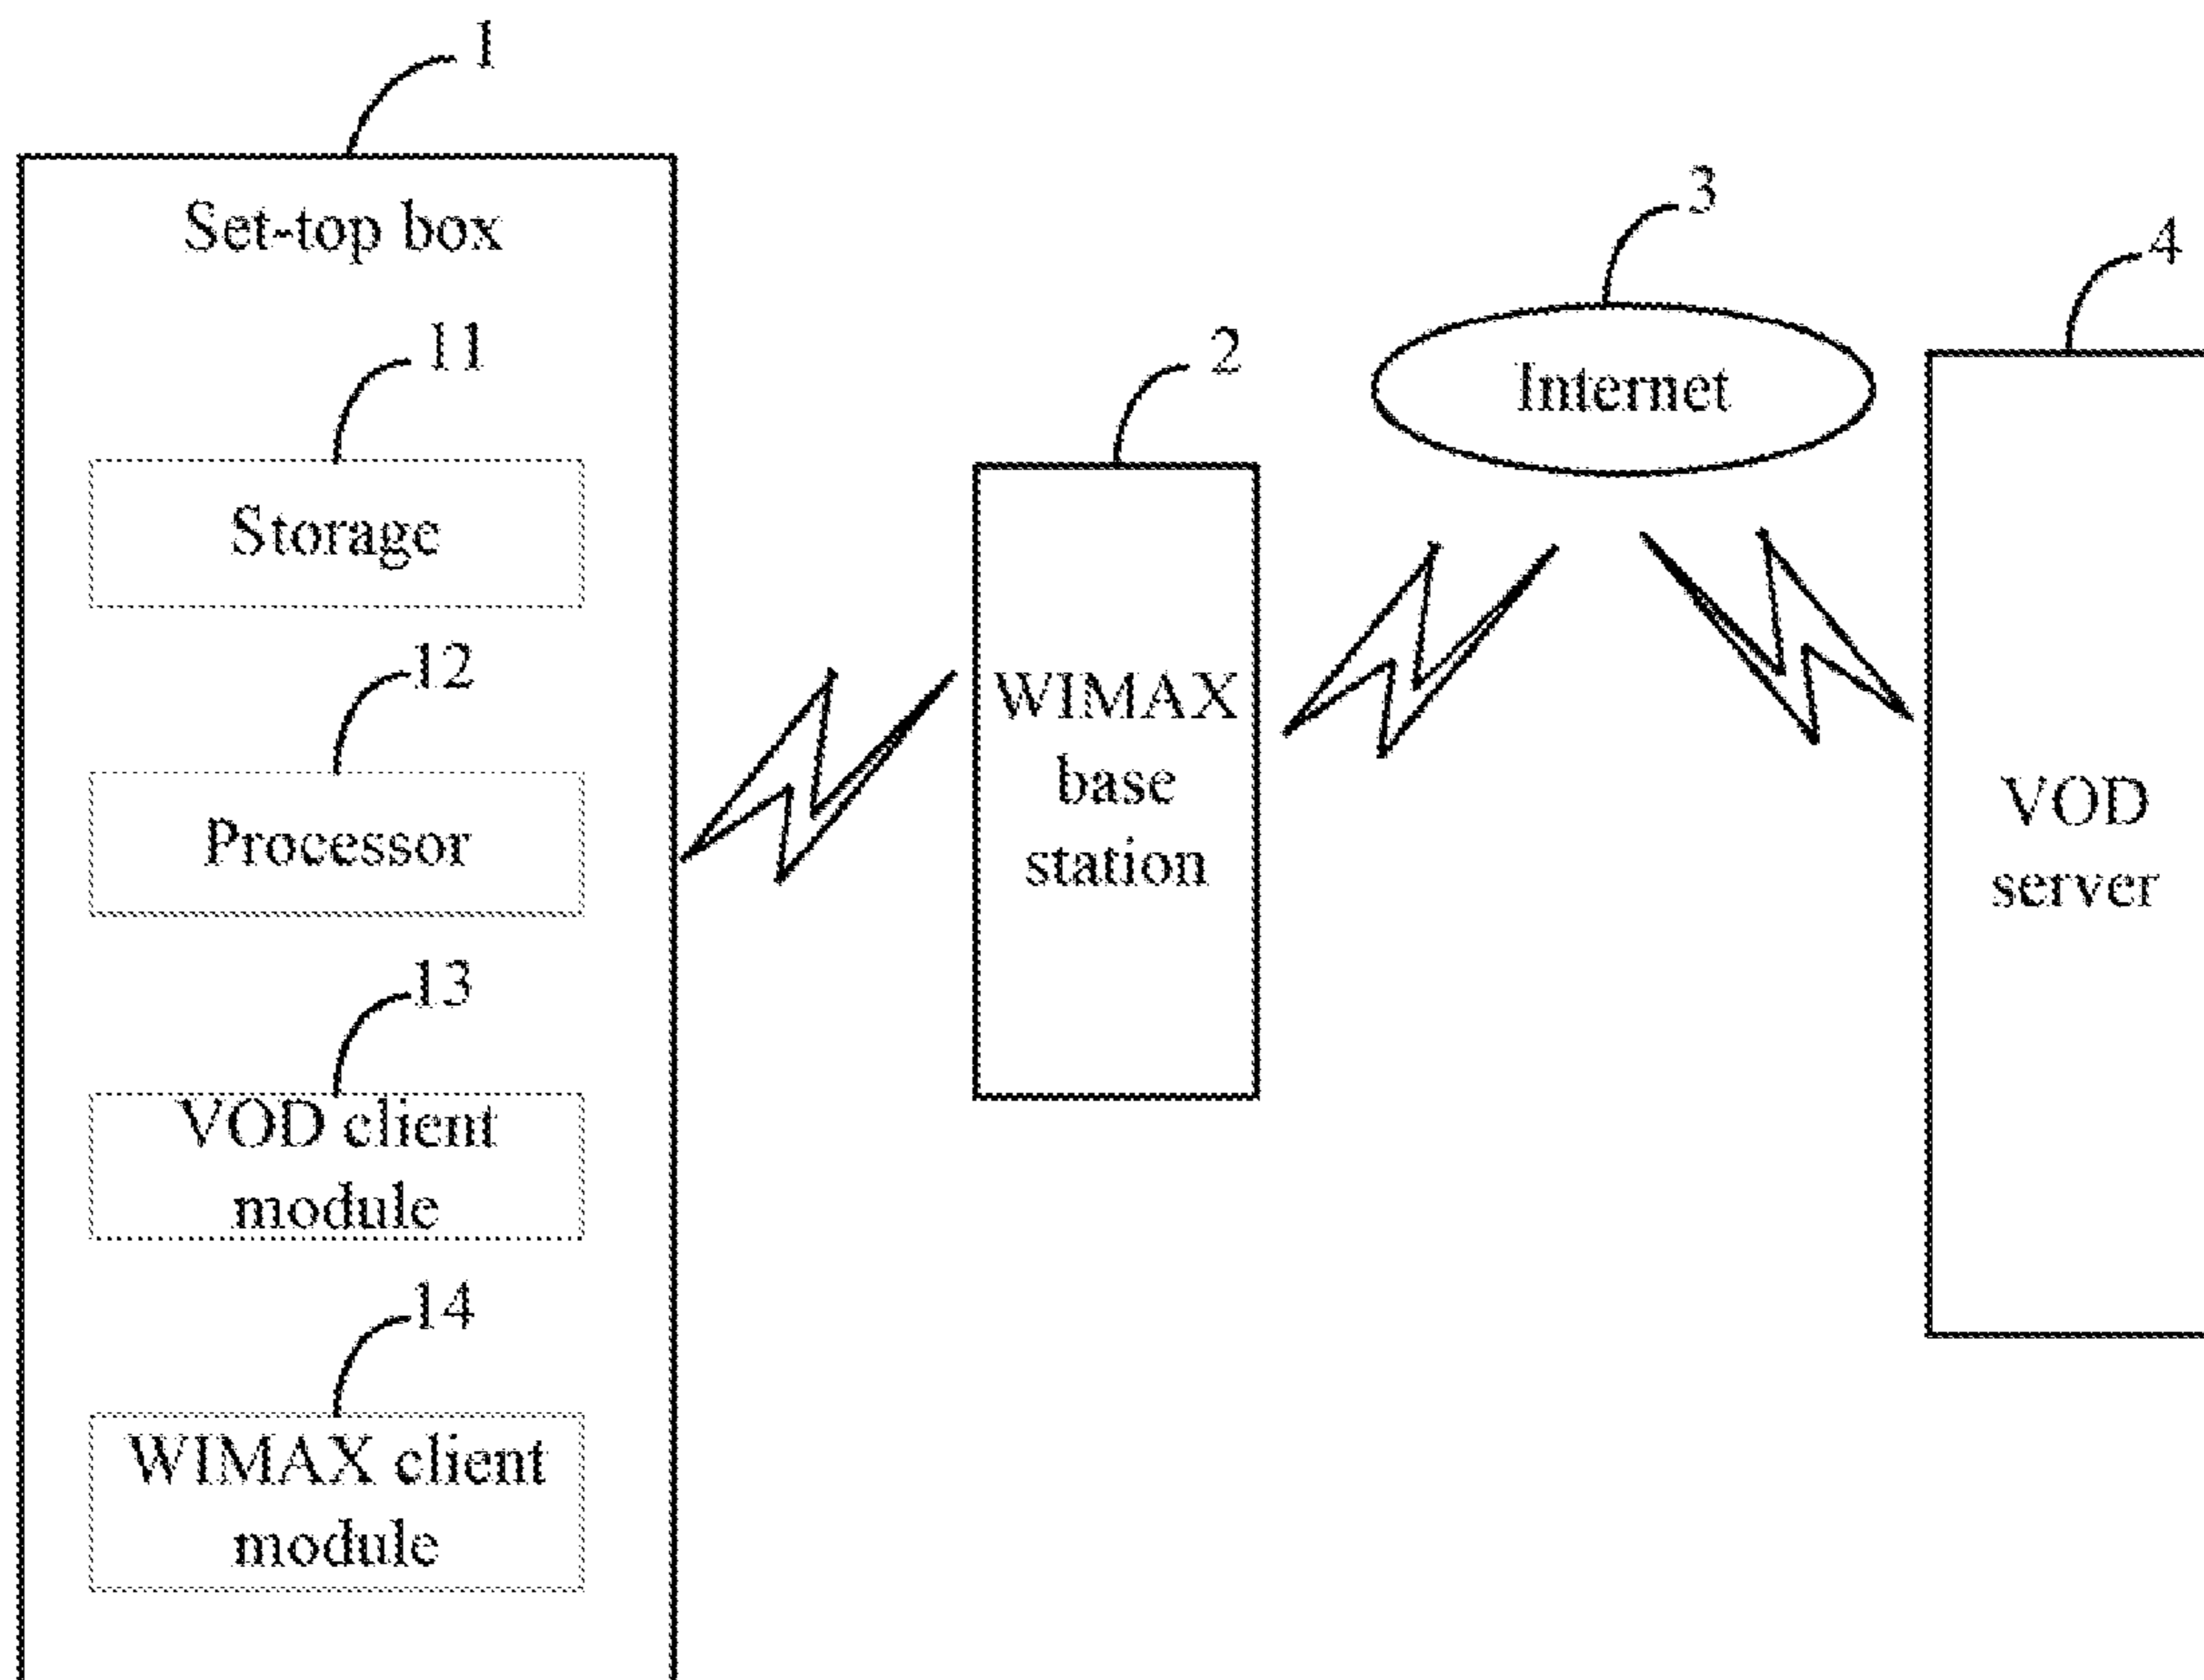 1
Set-top box
11
Storage
12
Processor
13
VOD client
module
14
WIMAX client
module
2
WIMAX
base
station
3
Internet
4
VOD
server